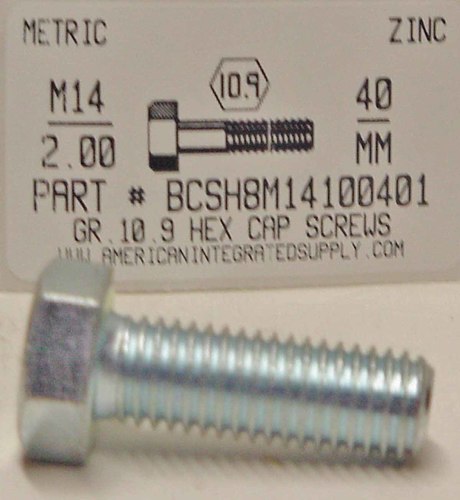 METRIC ZINC
M14 10.9 40
2.00 MM
PART # BCSH8M14100401
GR.10.9 HEX CAP SCREWS
WWW.AMERICANINTEGRATEDSUPPLY.COM